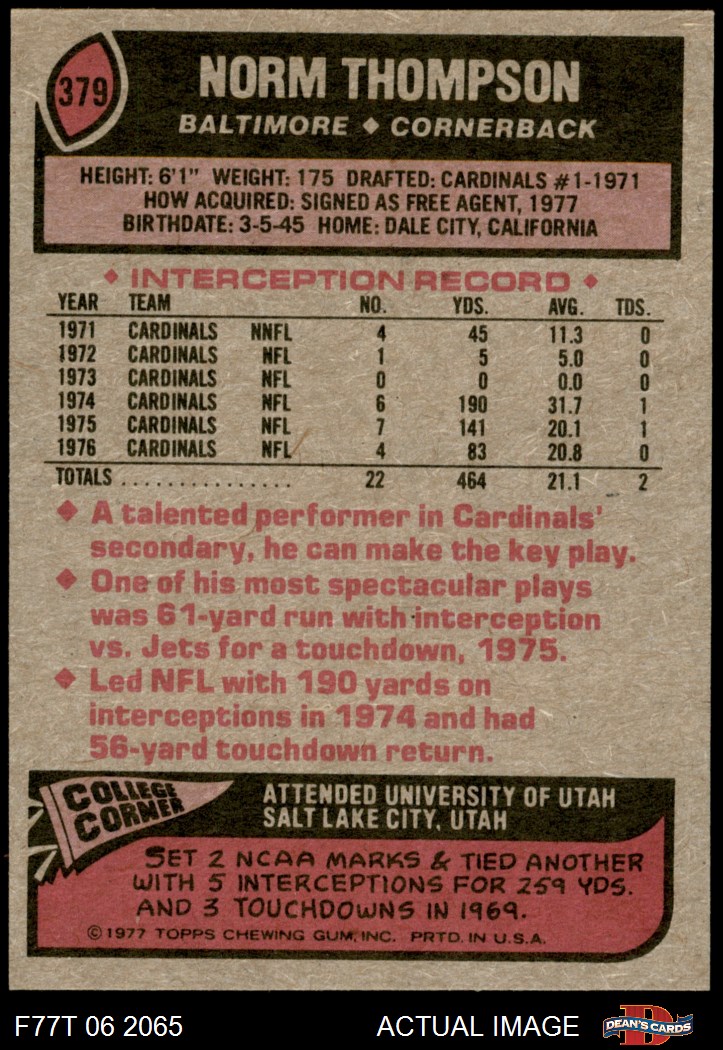 379
NORM THOMPSON
BALTIMORE ◆ CORNERBACK
HEIGHT: 6'1" WEIGHT: 175 DRAFTED: CARDINALS #1-1971
HOW ACQUIRED: SIGNED AS FREE AGENT, 1977
BIRTHDATE: 3-5-45 HOME: DALE CITY, CALIFORNIA
◆ INTERCEPTION RECORD ◆
YEAR TEAM NO. YDS. AVG. TDS.
1971 CARDINALS NNFL 4 45 11.3 0
1972 CARDINALS NFL 1 5 5.0 0
1973 CARDINALS NFL 0 0 0.0 0
1974 CARDINALS NFL 6 190 31.7 1
1975 CARDINALS NFL 7 141 20.1 1
1976 CARDINALS NFL 4 83 20.8 0
TOTALS ............... 22 464 21.1 2
◆ A talented performer in Cardinals'
secondary, he can make the key play.
◆ One of his most spectacular plays
was 61-yard run with interception
vs. Jets for a touchdown, 1975.
◆ Led NFL with 190 yards on
interceptions in 1974 and had
56-yard touchdown return.
COLLEGE
CORNER
ATTENDED UNIVERSITY OF UTAH
SALT LAKE CITY, UTAH
SET 2 NCAA MARKS & TIED ANOTHER
WITH 5 INTERCEPTIONS FOR 259 YDS.
AND 3 TOUCHDOWNS IN 1969.
©1977 TOPPS CHEWING GUM, INC. PRTD. IN U.S.A.
F77T 06 2065 ACTUAL IMAGE
D
DEAN'S CARDS